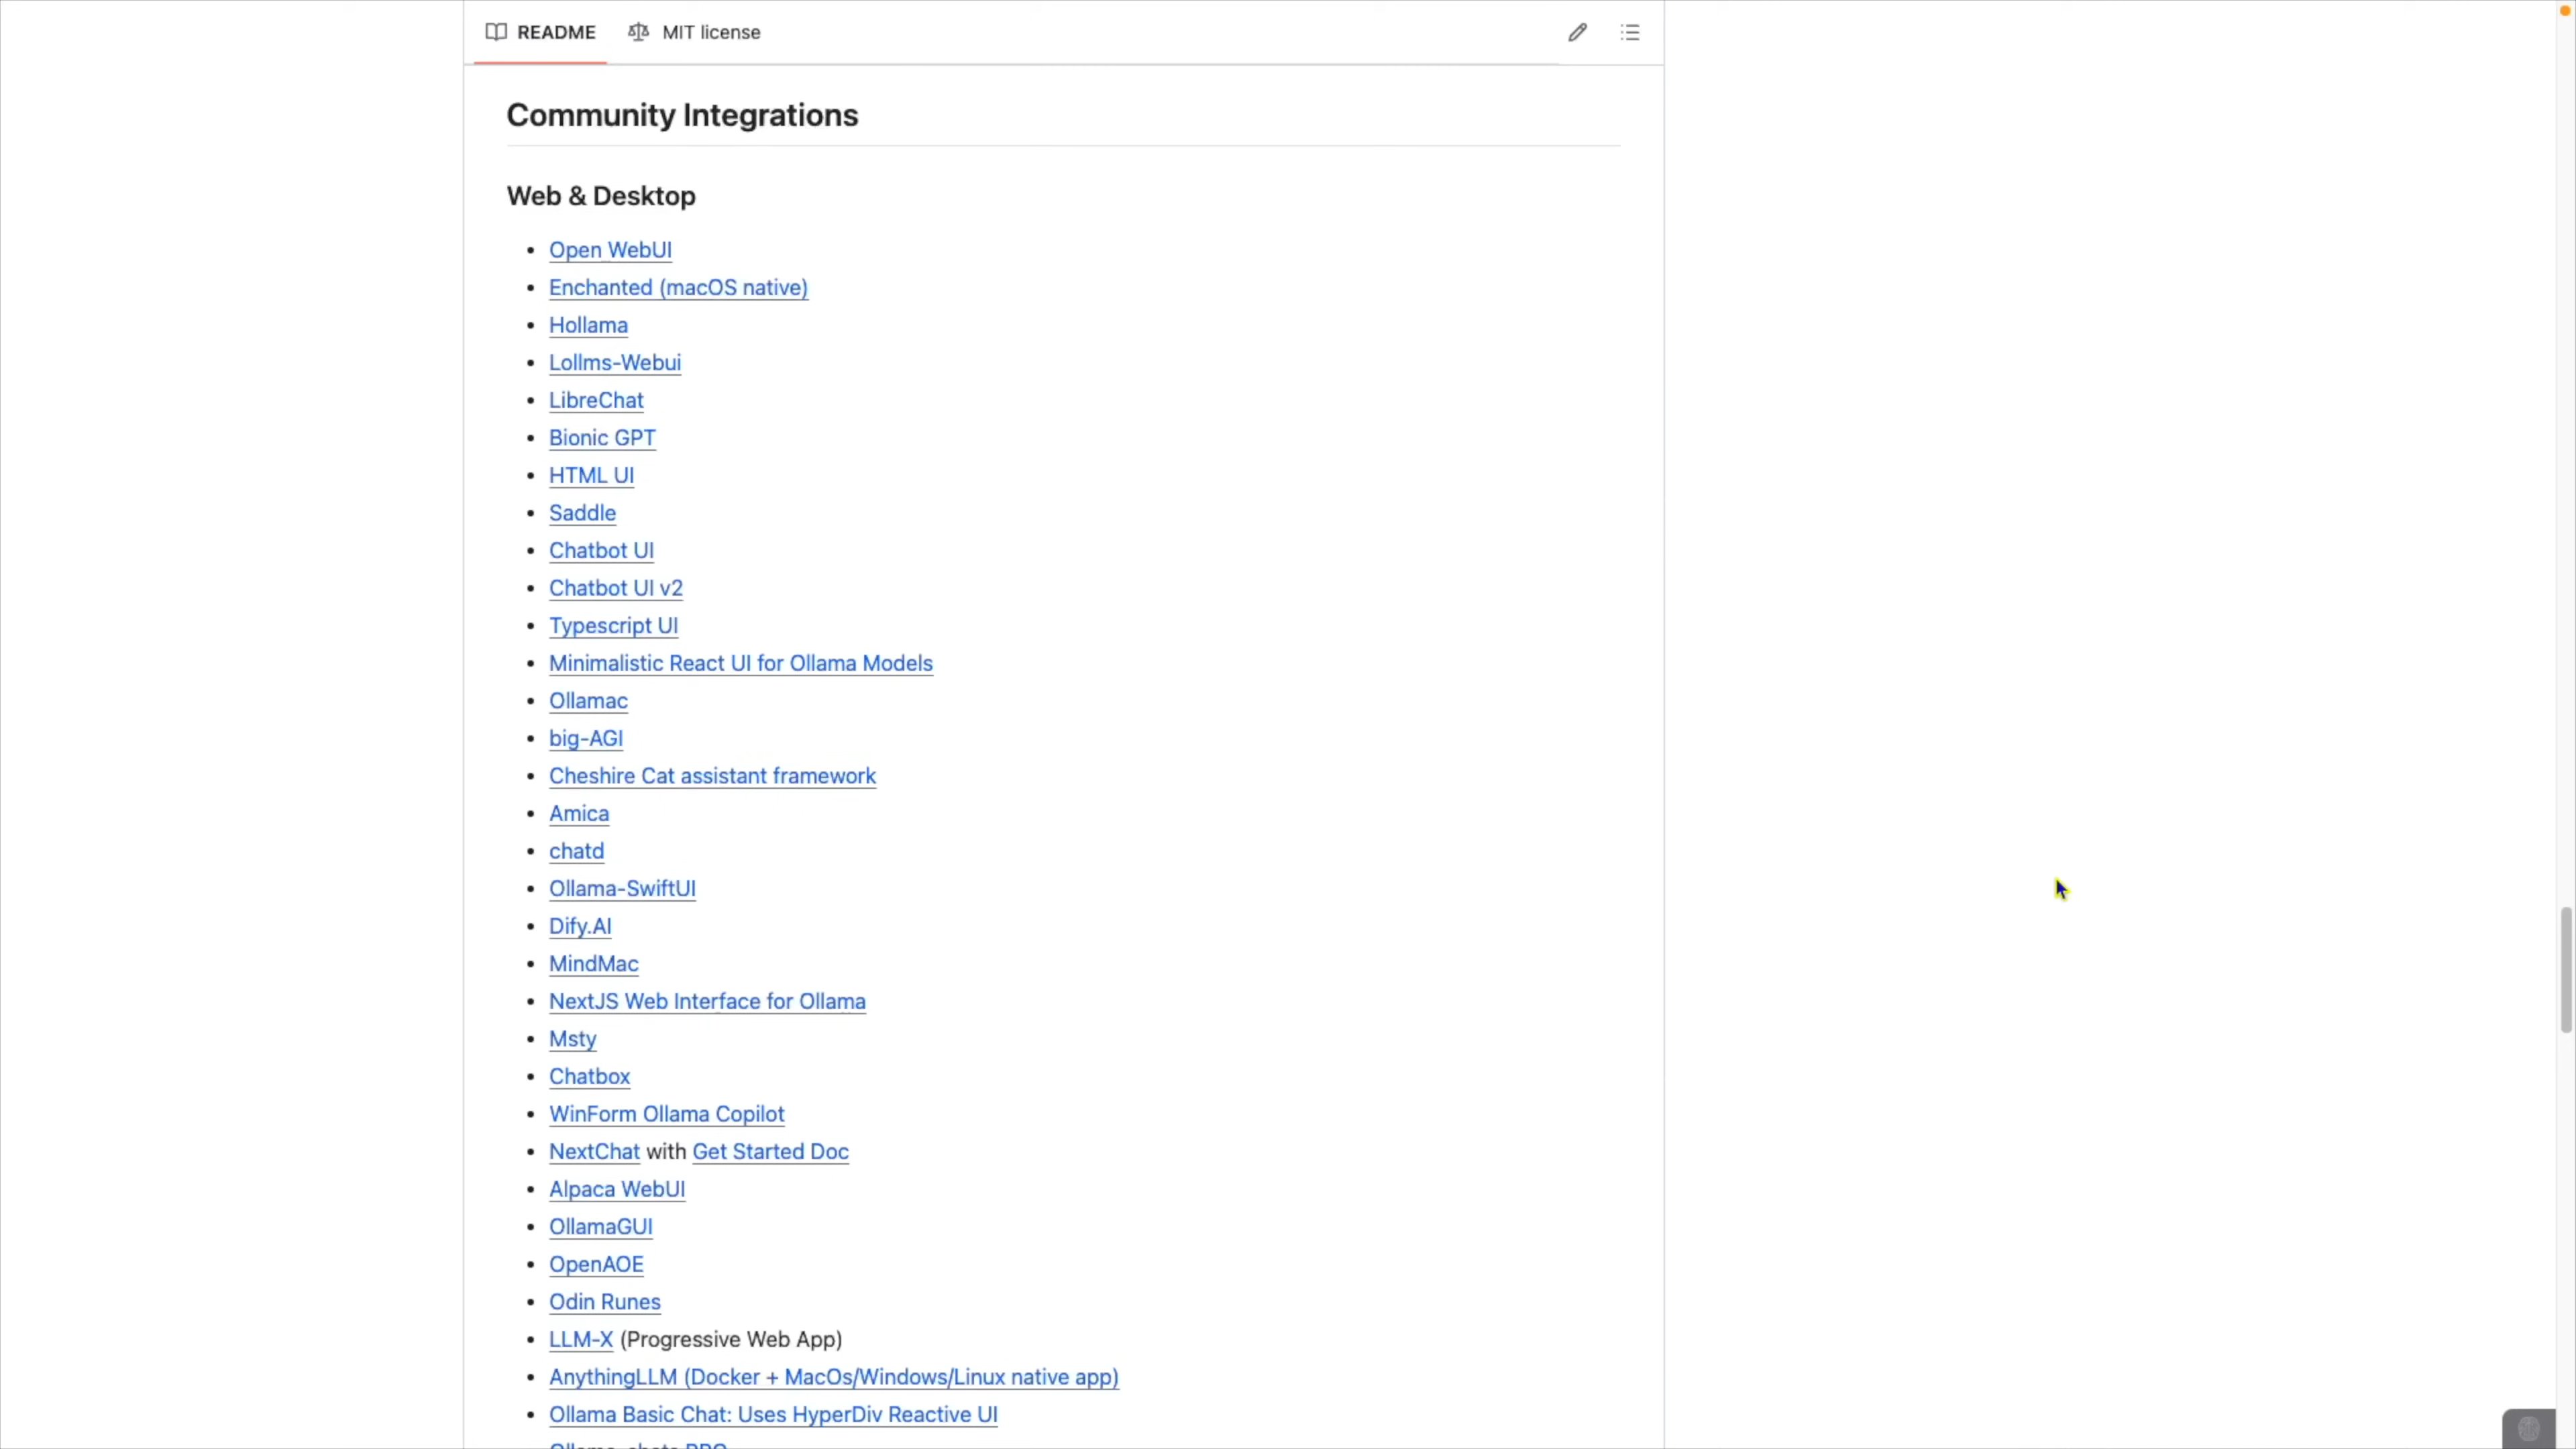 README MIT license
Community Integrations
Web & Desktop
Open WebUI
Enchanted (macOS native)
Hollama
Lollms-Webui
LibreChat
Bionic GPT
HTML UI
Saddle
Chatbot UI
Chatbot UI v2
Typescript UI
Minimalistic React UI for Ollama Models
Ollamac
big-AGI
Cheshire Cat assistant framework
Amica
chatd
Ollama-SwiftUI
Dify.AI
MindMac
NextJS Web Interface for Ollama
Msty
Chatbox
WinForm Ollama Copilot
NextChat with Get Started Doc
Alpaca WebUI
OllamaGUI
OpenAOE
Odin Runes
LLM-X (Progressive Web App)
AnythingLLM (Docker + MacOs/Windows/Linux native app)
Ollama Basic Chat: Uses HyperDiv Reactive UI